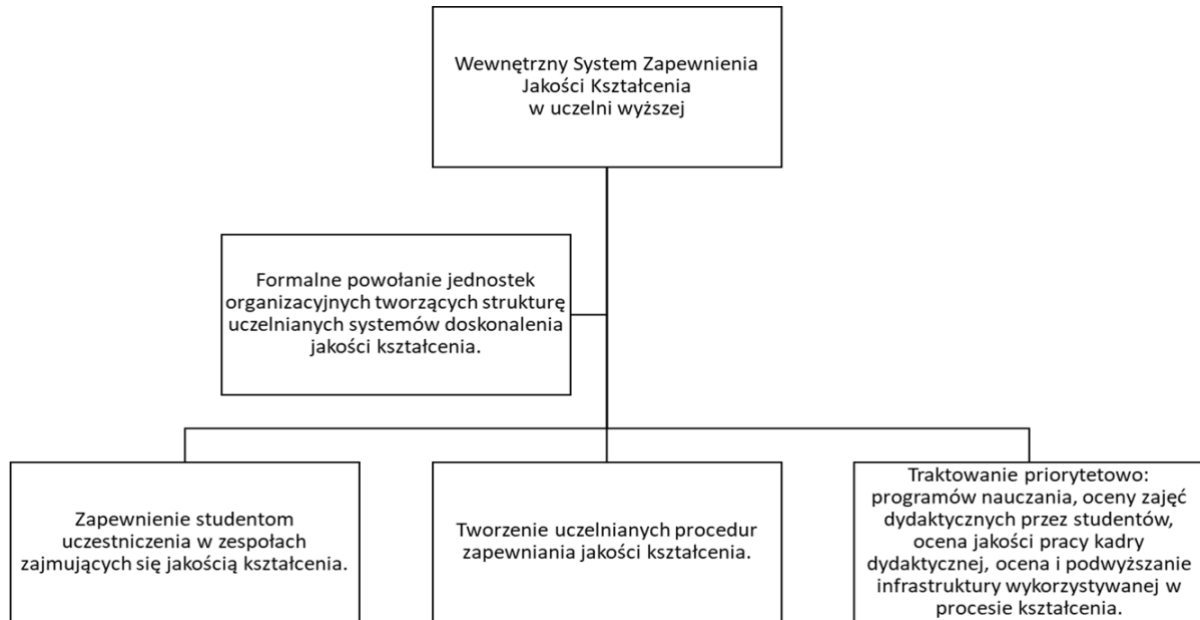 Wewnętrzny System Zapewnienia
Jakości Kształcenia
w uczelni wyższej
Formalne powołanie jednostek
organizacyjnych tworzących strukturę
uczelnianych systemów doskonalenia
jakości kształcenia.
Zapewnienie studentom
uczestniczenia w zespołach
zajmujących się jakością kształcenia.
Tworzenie uczelnianych procedur
zapewniania jakości kształcenia.
Traktowanie priorytetowo:
programów nauczania, oceny zajęć
dydaktycznych przez studentów,
ocena jakości pracy kadry
dydaktycznej, ocena i podwyższanie
infrastruktury wykorzystywanej w
procesie kształcenia.